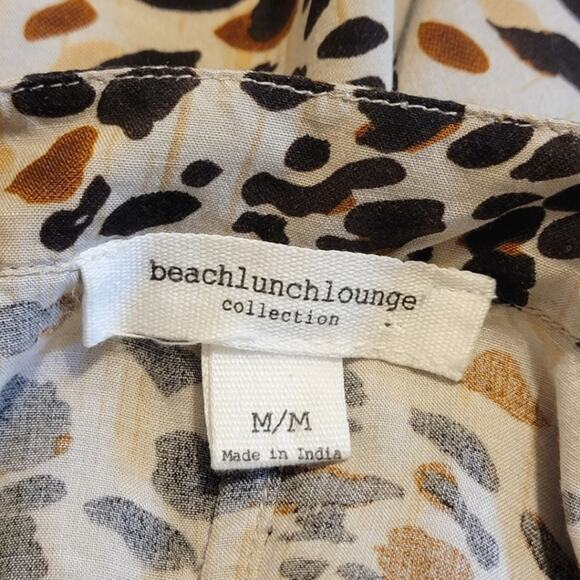 beachlunchlounge
collection
M/M
Made in India